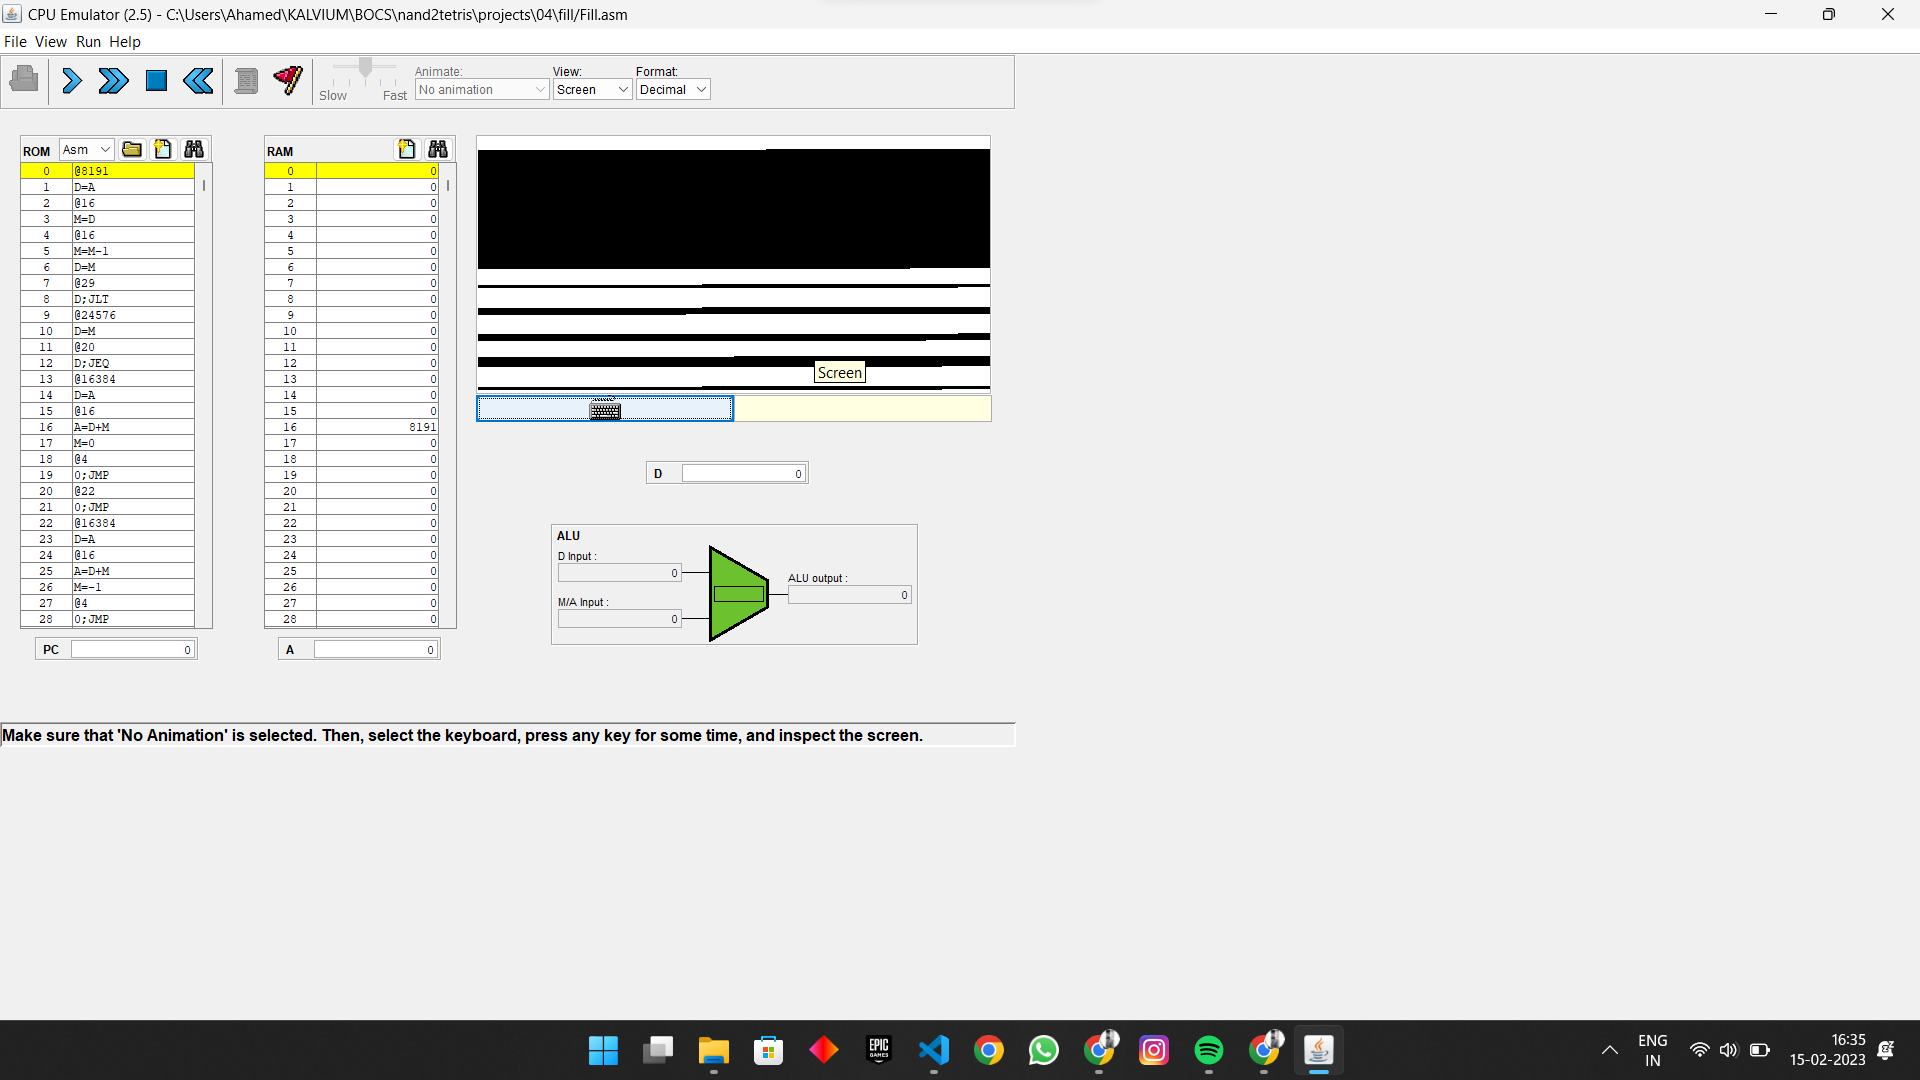 CPU Emulator (2.5) - C:\Users\Ahamed\KALVIUM\BOCS\nand2tetris\projects\04\fill/Fill.asm
File View Run Help
Slow Fast
Animate:
No animation
View:
Screen
Format:
Decimal
ROM Asm
0 @8191
1 D=A
2 @16
3 M=D
4 @16
5 M=M-1
6 D=M
7 @29
8 D;JLT
9 @24576
10 D=M
11 @20
12 D;JEQ
13 @16384
14 D=A
15 @16
16 A=D+M
17 M=0
18 @4
19 0;JMP
20 @22
21 0;JMP
22 @16384
23 D=A
24 @16
25 A=D+M
26 M=-1
27 @4
28 0;JMP
PC 0
RAM
0 0
1 0
2 0
3 0
4 0
5 0
6 0
7 0
8 0
9 0
10 0
11 0
12 0
13 0
14 0
15 0
16 8191
17 0
18 0
19 0
20 0
21 0
22 0
23 0
24 0
25 0
26 0
27 0
28 0
A 0
Screen
D 0
ALU
D Input :
0
M/A Input :
0
ALU output :
0
Make sure that 'No Animation' is selected. Then, select the keyboard, press any key for some time, and inspect the screen.
EPIC
GAMES
ENG
IN
16:35
15-02-2023